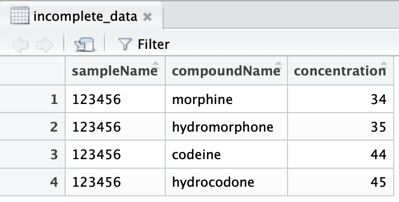 incomplete_data
Filter
sampleName compoundName concentration
1 123456 morphine 34
2 123456 hydromorphone 35
3 123456 codeine 44
4 123456 hydrocodone 45